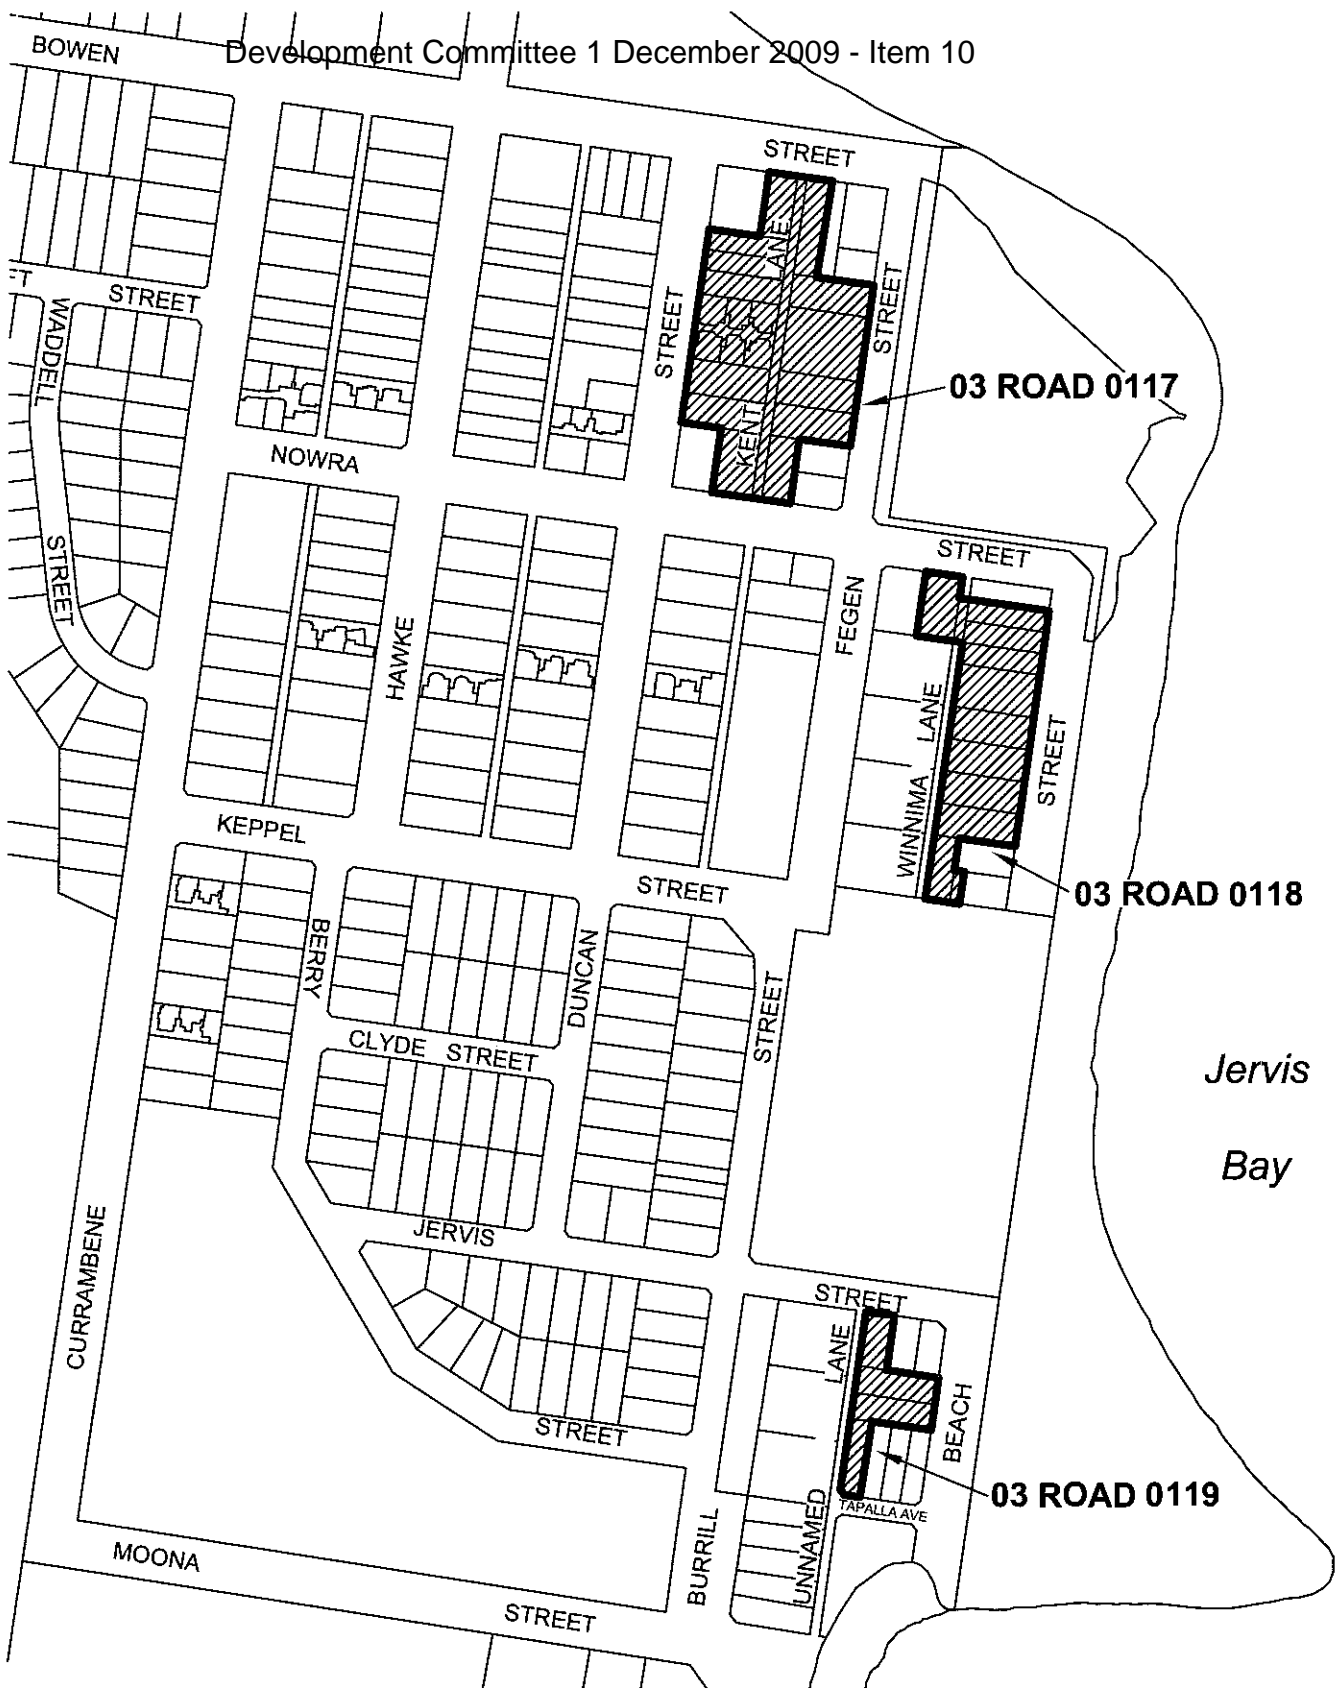 Development Committee 1 December 2009 - Item 10
BOWEN
STREET
FT
STREET
WADDELL
STREET
LANE
KENT
STREET
STREET
03 ROAD 0117
NOWRA
STREET
STREET
HAWKE
FEGEN
WINNIMA LANE
STREET
03 ROAD 0118
KEPPEL
STREET
BERRY
DUNCAN
STREET
CLYDE STREET
Jervis
Bay
JERVIS
CURRAMBENE
STREET
LANE
BEACH
STREET
03 ROAD 0119
TAPALLA AVE
UNNAMED
BURRILL
MOONA
STREET